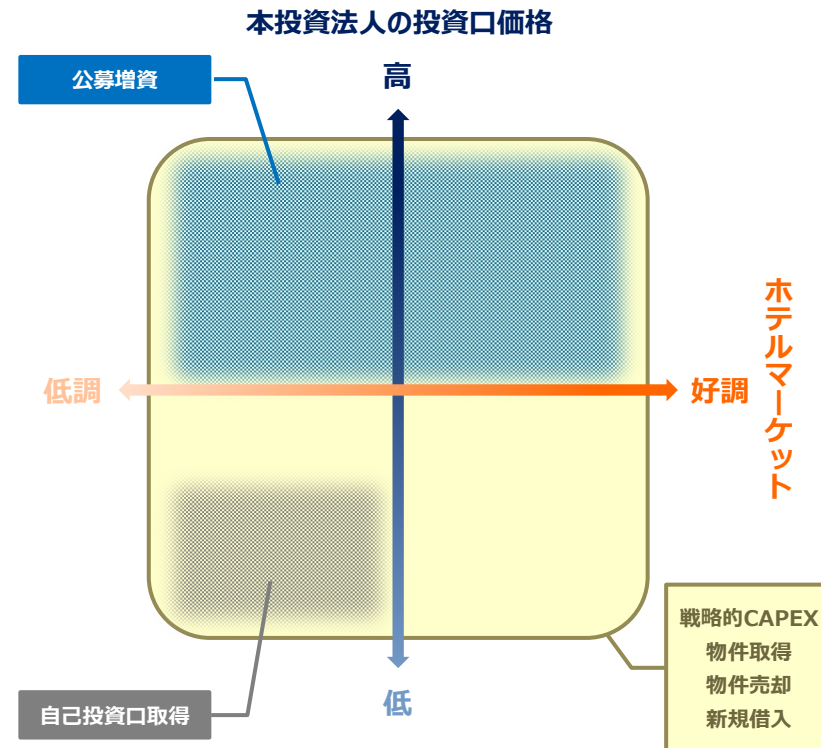 本投資法人の投資口価格
公募増資
高
ホテルマーケット
低調
好調
戦略的CAPEX
物件取得
物件売却
新規借入
自己投資口取得
低